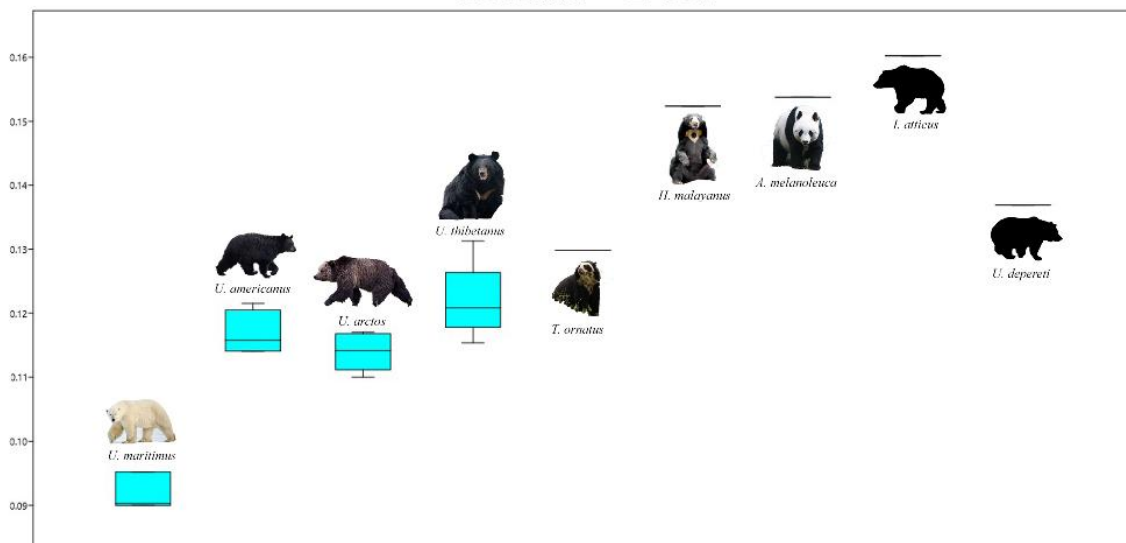 0.16
I. atticus
0.15
A. melanoleuca
H. malayanus
0.14
U. thibetanus
0.13
U. depereti
U. americanus
U. arctos
T. ornatus
0.12
0.11
0.10
U. maritimus
0.09